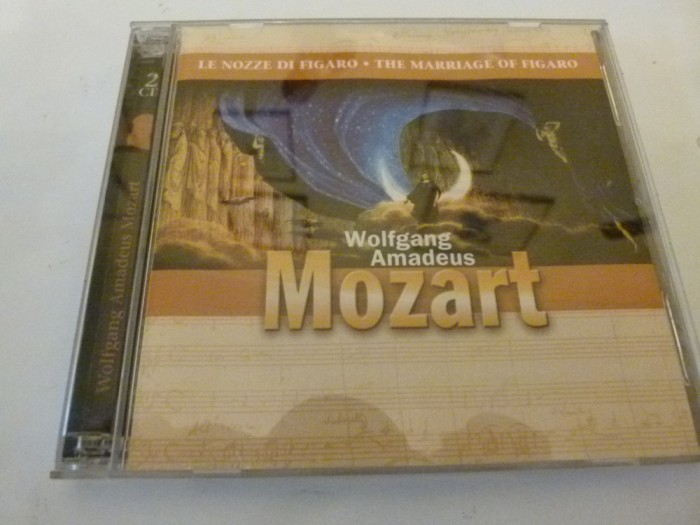 LE NOZZE DI FIGARO • THE MARRIAGE OF FIGARO
Wolfgang
Amadeus
Mozart
2
CD
Wolfgang Amadeus Mozart